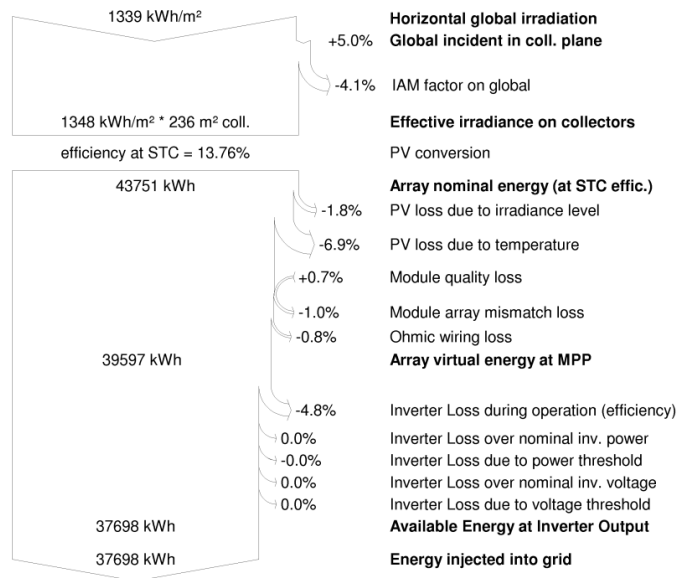 1339 kWh/m² Horizontal global irradiation
+5.0% Global incident in coll. plane
-4.1% IAM factor on global
1348 kWh/m² * 236 m² coll. Effective irradiance on collectors
efficiency at STC = 13.76% PV conversion
43751 kWh Array nominal energy (at STC effic.)
-1.8% PV loss due to irradiance level
-6.9% PV loss due to temperature
+0.7% Module quality loss
-1.0% Module array mismatch loss
-0.8% Ohmic wiring loss
39597 kWh Array virtual energy at MPP
-4.8% Inverter Loss during operation (efficiency)
0.0% Inverter Loss over nominal inv. power
-0.0% Inverter Loss due to power threshold
0.0% Inverter Loss over nominal inv. voltage
0.0% Inverter Loss due to voltage threshold
37698 kWh Available Energy at Inverter Output
37698 kWh Energy injected into grid